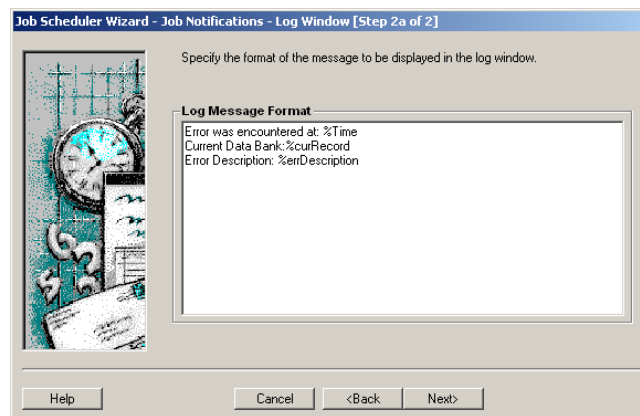 Job Scheduler Wizard - Job Notifications - Log Window [Step 2a of 2]
Specify the format of the message to be displayed in the log window.
Log Message Format
Error was encountered at: %Time
Current Data Bank:%curRecord
Error Description: %errDescription
Help
Cancel
<Back
Next>